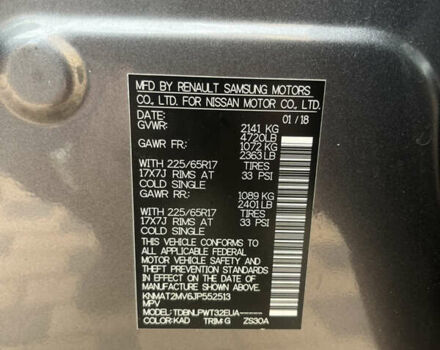 MFD BY RENAULT SAMSUNG MOTORS
CO., LTD. FOR NISSAN MOTOR CO., LTD.
DATE: 01/18
GVWR: 2141 KG
4720LB
GAWR FR: 1072 KG
2363LB
WITH 225/65R17 TIRES
17X7J RIMS AT 33 PSI
COLD SINGLE
GAWR RR: 1089 KG
2401LB
WITH 225/65R17 TIRES
17X7J RIMS AT 33 PSI
COLD SINGLE
THIS VEHICLE CONFORMS TO
ALL APPLICABLE FEDERAL
MOTOR VEHICLE SAFETY, BUMPER,
AND THEFT PREVENTION STANDARDS
IN EFFECT ON THE DATE OF
MANUFACTURE SHOWN ABOVE.
KNMAT2MV6JP552513
MPV
MODEL: TDBNLPWT32EUA-----
COLOR: KAD TRIM: G ZS30A